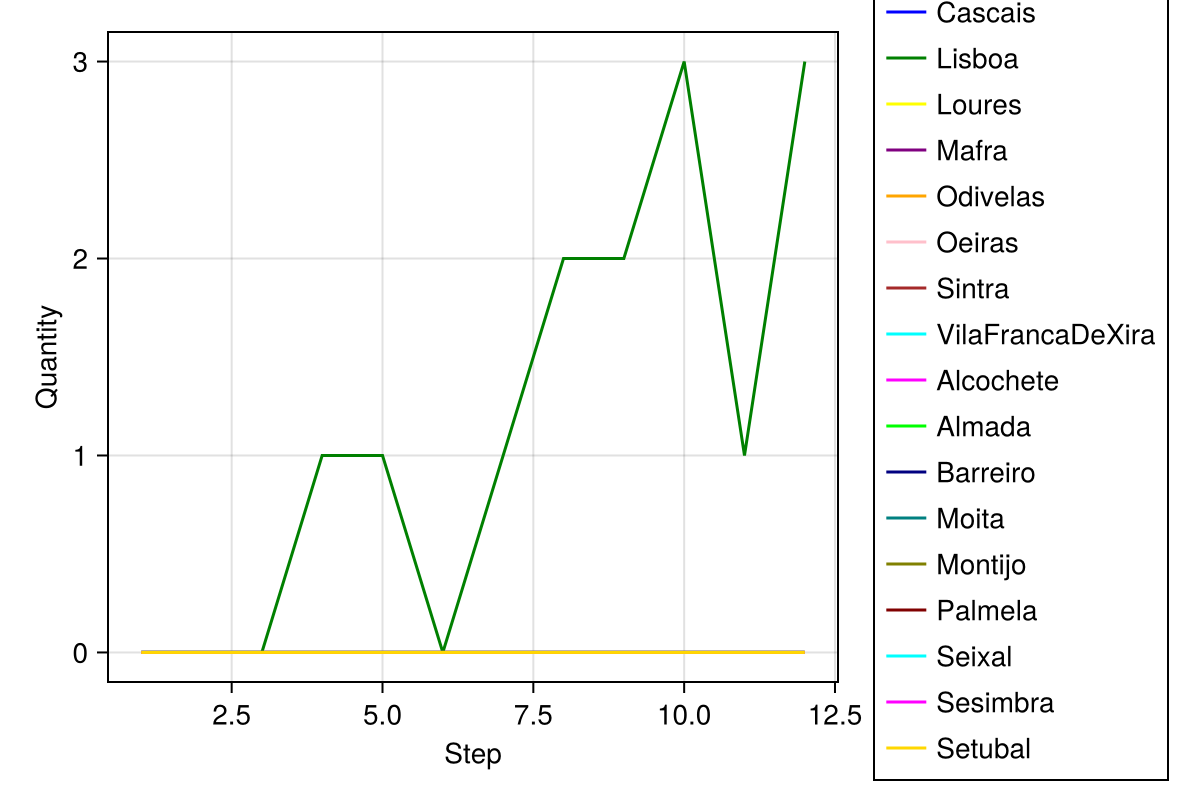 3
2
1
0
Quantity
2.5
5.0
7.5
10.0
12.5
Step
Cascais
Lisboa
Loures
Mafra
Odivelas
Oeiras
Sintra
VilaFrancaDeXira
Alcochete
Almada
Barreiro
Moita
Montijo
Palmela
Seixal
Sesimbra
Setubal